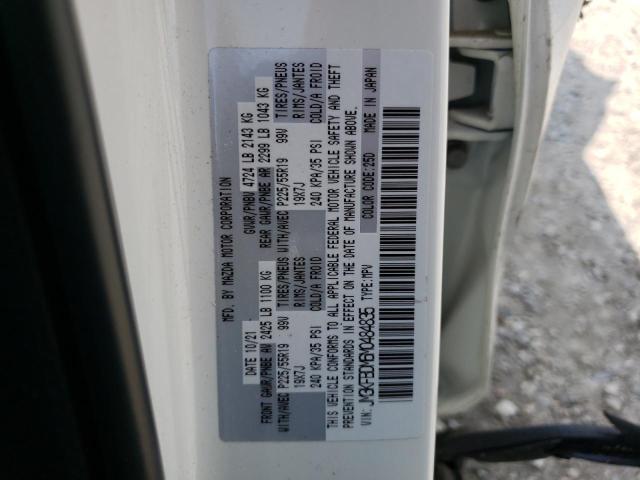 MFD. BY MAZDA MOTOR CORPORATION
DATE 10/21 GVWR/PNBV 4724 LB 2143 KG
FRONT GAWR/PNBE AV 2425 LB 1100 KG REAR GAWR/PNBE AR 2299 LB 1043 KG
WITH/AVEC P225/55R19 99V TIRES/PNEUS WITH/AVEC P225/55R19 99V TIRES/PNEUS
19X7J RIMS/JANTES 19X7J RIMS/JANTES
240 KPA/35 PSI COLD/A FROID 240 KPA/35 PSI COLD/A FROID
THIS VEHICLE CONFORMS TO ALL APPLICABLE FEDERAL MOTOR VEHICLE SAFETY AND THEFT
PREVENTION STANDARDS IN EFFECT ON THE DATE OF MANUFACTURE SHOWN ABOVE.
VIN: TYPE:MPV COLOR CODE:25D MADE IN JAPAN